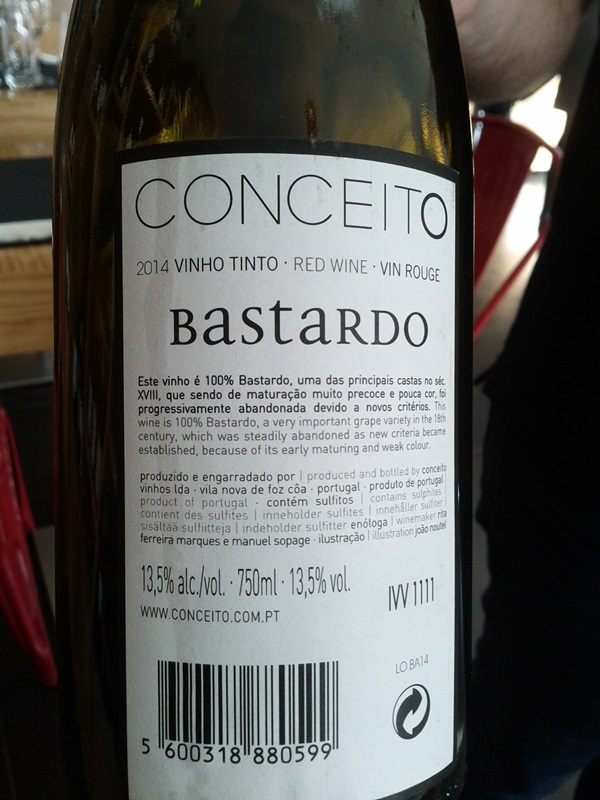 CONCEITO
2014 VINHO TINTO · RED WINE · VIN ROUGE
BastaRDO
Este vinho é 100% Bastardo, uma das principais castas no séc.
XVIII, que sendo de maturação muito precoce e pouca cor, foi
progressivamente abandonada devido a novos critérios. This
wine is 100% Bastardo, a very important grape variety in the 18th
century, which was steadily abandoned as new criteria became
established, because of its early maturing and weak colour.
produzido e engarrado por | produced and bottled by conceito
vinhos lda · vila nova de foz côa · portugal · produto de portugal |
product of portugal · contém sulfitos | contains sulphites |
contient des sulfites | inneholder sulfites | innehåller sulfiter |
sisältää sulfiitteja | indeholder sulfitter enóloga | winemaker rita
ferreira marques e manuel sopage · ilustração | illustration joão noutel
13,5% alc./vol. · 750ml · 13,5% vol.
IW 1111
WWW.CONCEITO.COM.PT
LO BA14
5 600318 880599